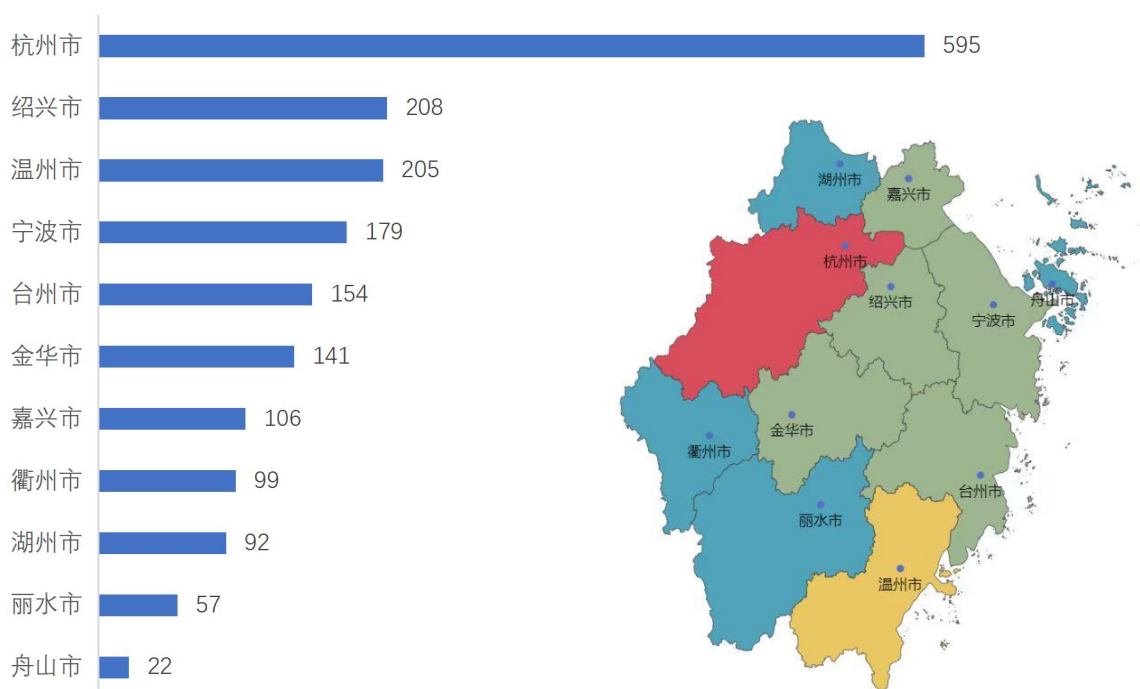 杭州市 595
绍兴市 208
温州市 205
宁波市 179
台州市 154
金华市 141
嘉兴市 106
衢州市 99
湖州市 92
丽水市 57
舟山市 22
湖州市
嘉兴市
杭州市
绍兴市
舟山市
宁波市
金华市
衢州市
台州市
丽水市
温州市